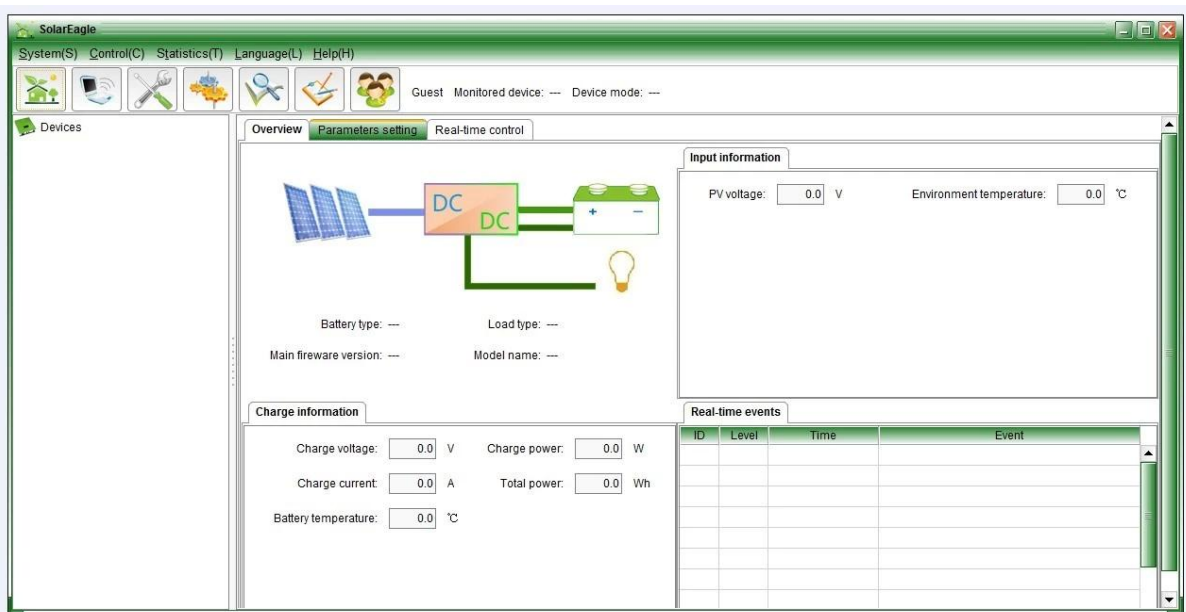 SolarEagle
System(S) Control(C) Statistics(T) Language(L) Help(H)
Guest Monitored device: --- Device mode: ---
Devices
Overview Parameters setting Real-time control
DC
DC
+ −
Battery type: --- Load type: ---
Main fireware version: --- Model name: ---
Input information
PV voltage: 0.0 V Environment temperature: 0.0 ℃
Charge information
Charge voltage: 0.0 V Charge power: 0.0 W
Charge current: 0.0 A Total power: 0.0 Wh
Battery temperature: 0.0 ℃
Real-time events
ID Level Time Event